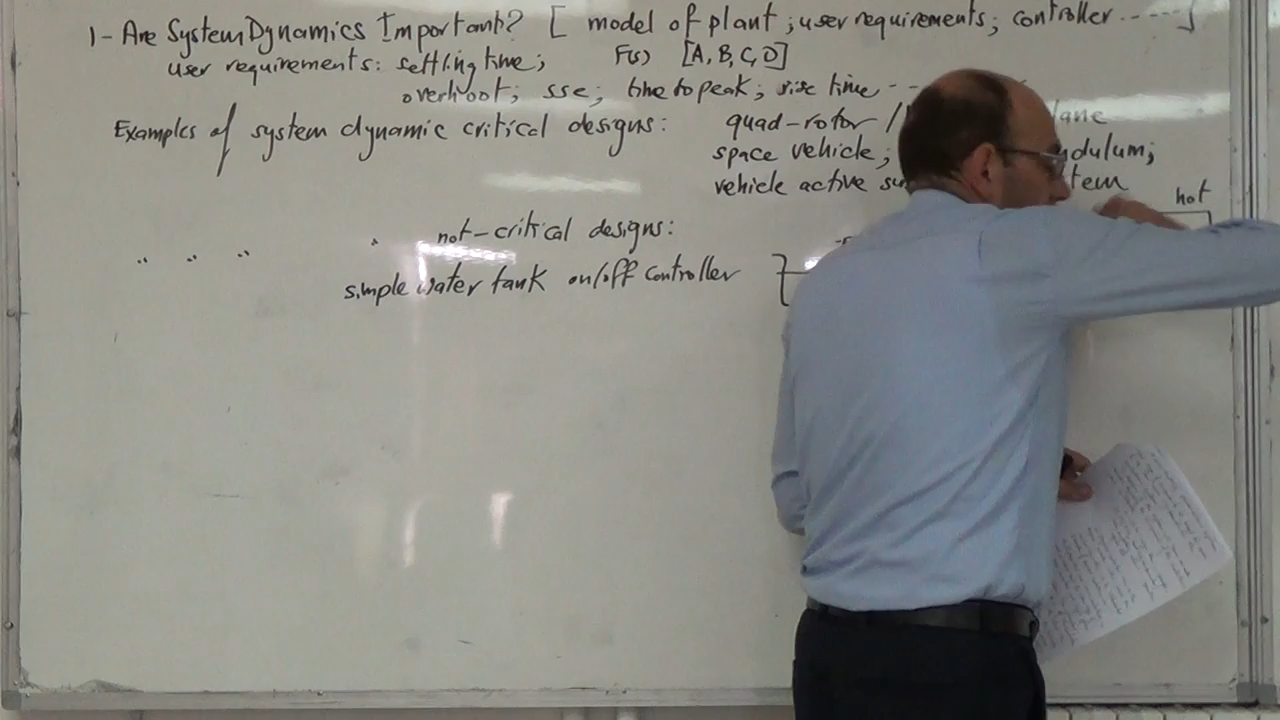 1- Are System Dynamics Important? [ model of plant ; user requirements ; controller ------]
user requirements: settling time; F(s) [A, B, C, D]
overhoot; sse; time to peak; rise time - -
Examples of system dynamic critical designs: quad-rotor /
space vehicle;
vehicle active
hot
" " " " not-critical designs:
simple water tank on/off controller }